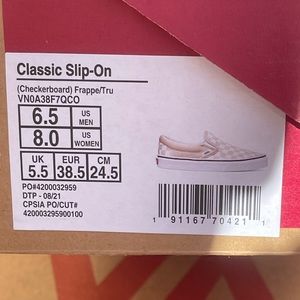 Classic Slip-On
(Checkerboard) Frappe/Tru
VN0A38F7QCO
6.5 US MEN
8.0 US WOMEN
UK EUR CM
5.5 38.5 24.5
PO#4200032959
DTP - 08/21
CPSIA PO/CUT#
420003295900100
1 91167 70421 1